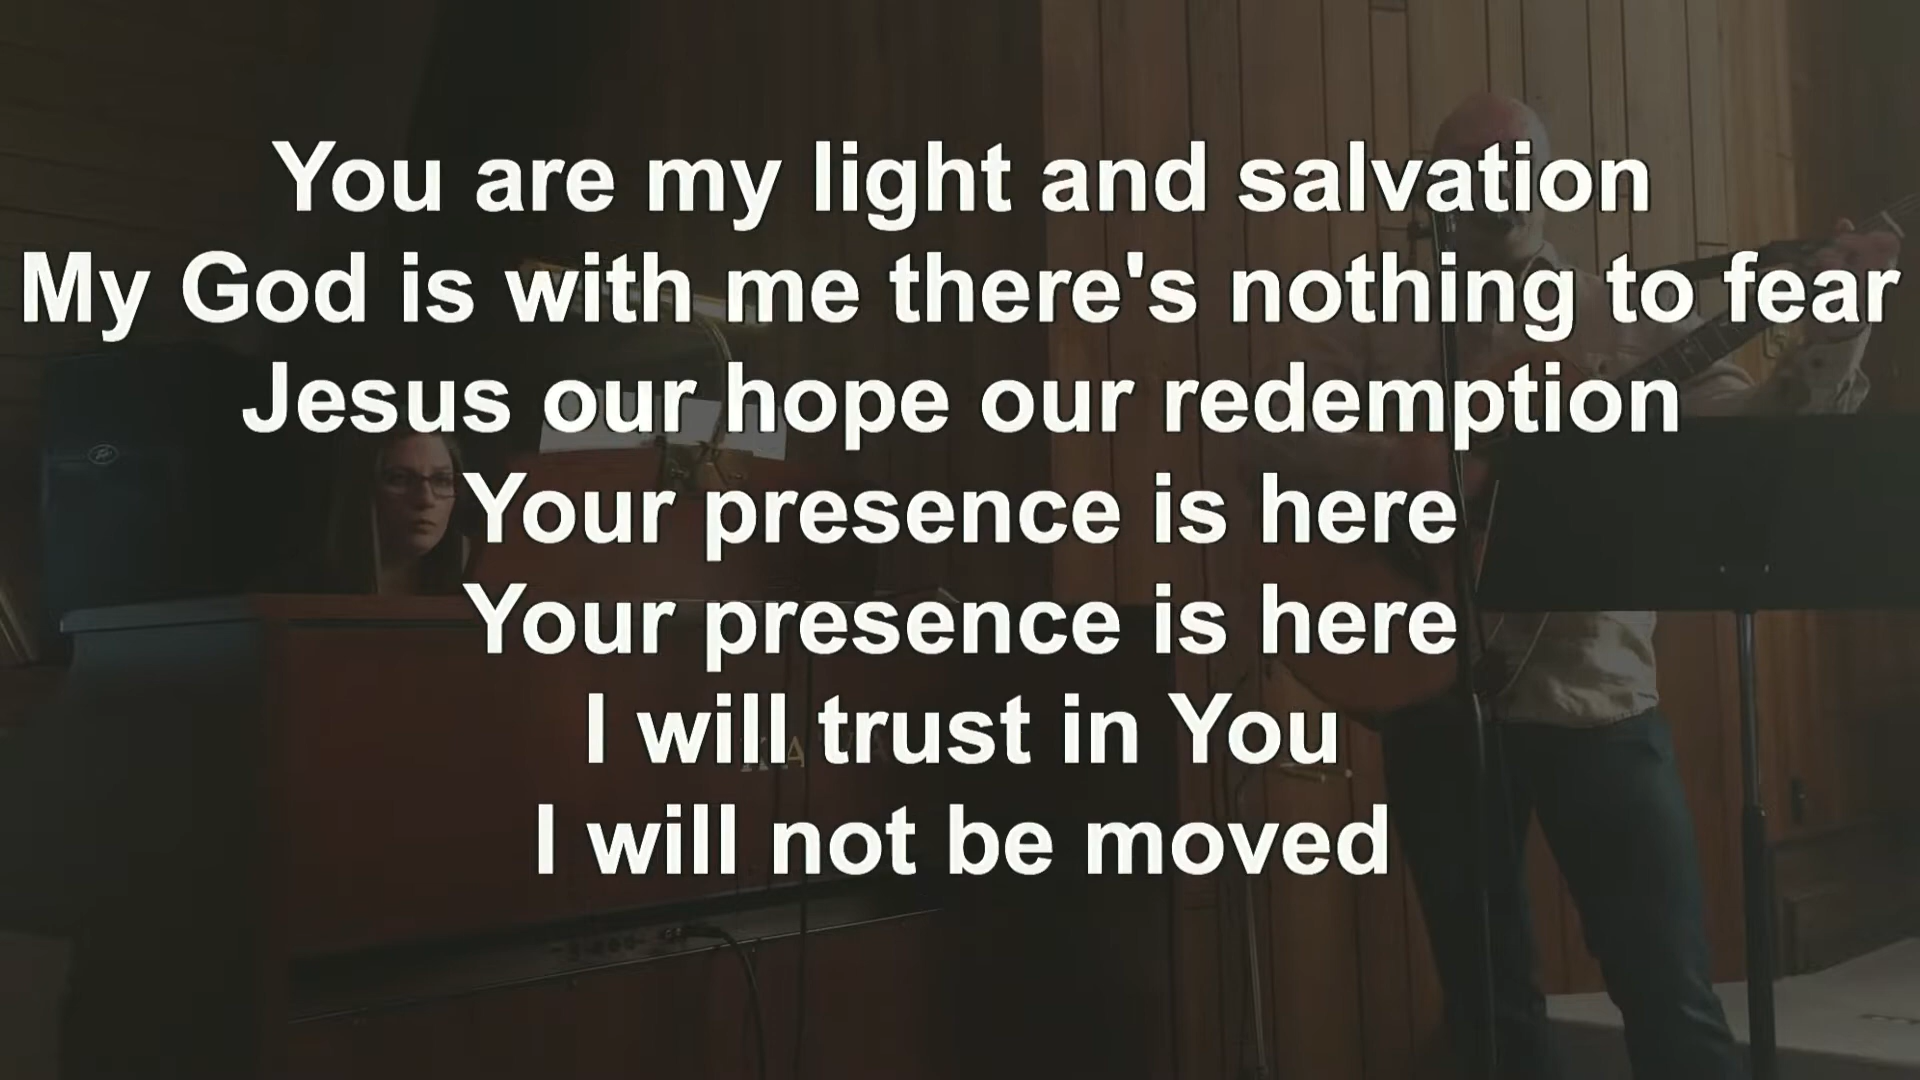 You are my light and salvation
My God is with me there's nothing to fear
Jesus our hope our redemption
Your presence is here
Your presence is here
I will trust in You
I will not be moved